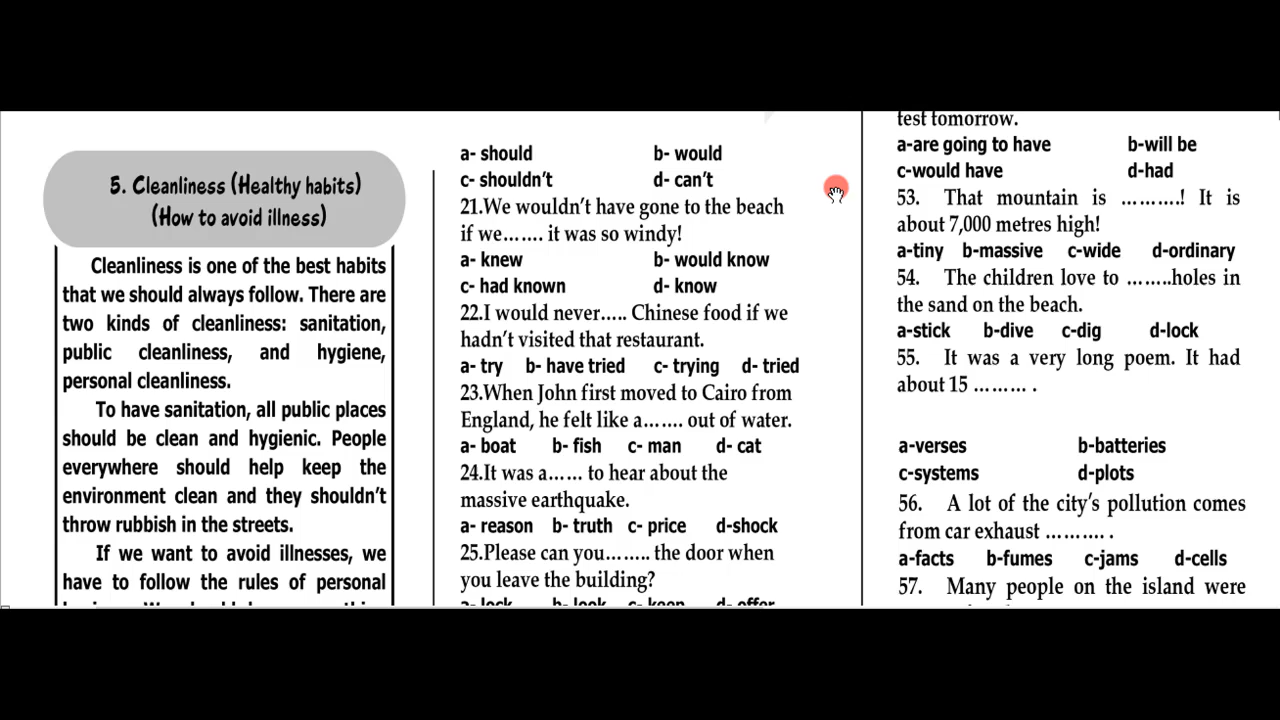 5. Cleanliness (Healthy habits)
(How to avoid illness)
Cleanliness is one of the best habits
that we should always follow. There are
two kinds of cleanliness: sanitation,
public cleanliness, and hygiene,
personal cleanliness.
To have sanitation, all public places
should be clean and hygienic. People
everywhere should help keep the
environment clean and they shouldn't
throw rubbish in the streets.
If we want to avoid illnesses, we
have to follow the rules of personal
a- should b- would
c- shouldn't d- can't
21.We wouldn't have gone to the beach
if we……. it was so windy!
a- knew b- would know
c- had known d- know
22.I would never….. Chinese food if we
hadn't visited that restaurant.
a- try b- have tried c- trying d- tried
23.When John first moved to Cairo from
England, he felt like a……. out of water.
a- boat b- fish c- man d- cat
24.It was a…… to hear about the
massive earthquake.
a- reason b- truth c- price d-shock
25.Please can you…….. the door when
you leave the building?
a- lock b- look c- keep d- offer
test tomorrow.
a-are going to have b-will be
c-would have d-had
53. That mountain is ……….! It is
about 7,000 metres high!
a-tiny b-massive c-wide d-ordinary
54. The children love to ……..holes in
the sand on the beach.
a-stick b-dive c-dig d-lock
55. It was a very long poem. It had
about 15 ……… .
a-verses b-batteries
c-systems d-plots
56. A lot of the city's pollution comes
from car exhaust ………. .
a-facts b-fumes c-jams d-cells
57. Many people on the island were